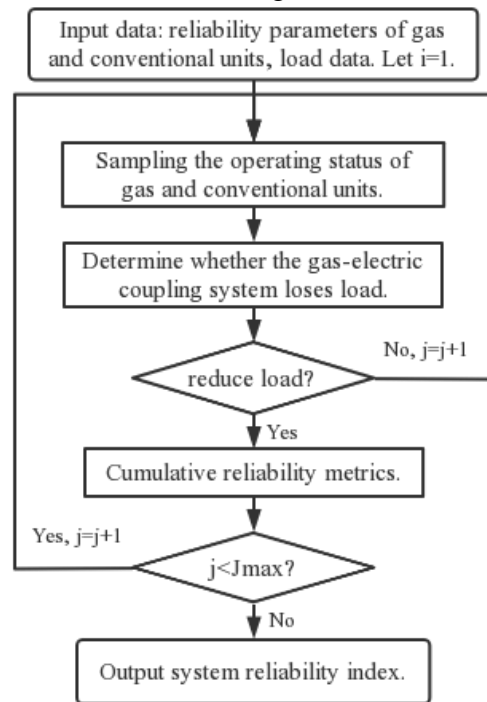 Input data: reliability parameters of gas
and conventional units, load data. Let i=1.
Sampling the operating status of
gas and conventional units.
Determine whether the gas-electric
coupling system loses load.
No, j=j+1
reduce load?
Yes
Cumulative reliability metrics.
Yes, j=j+1
j<Jmax?
No
Output system reliability index.